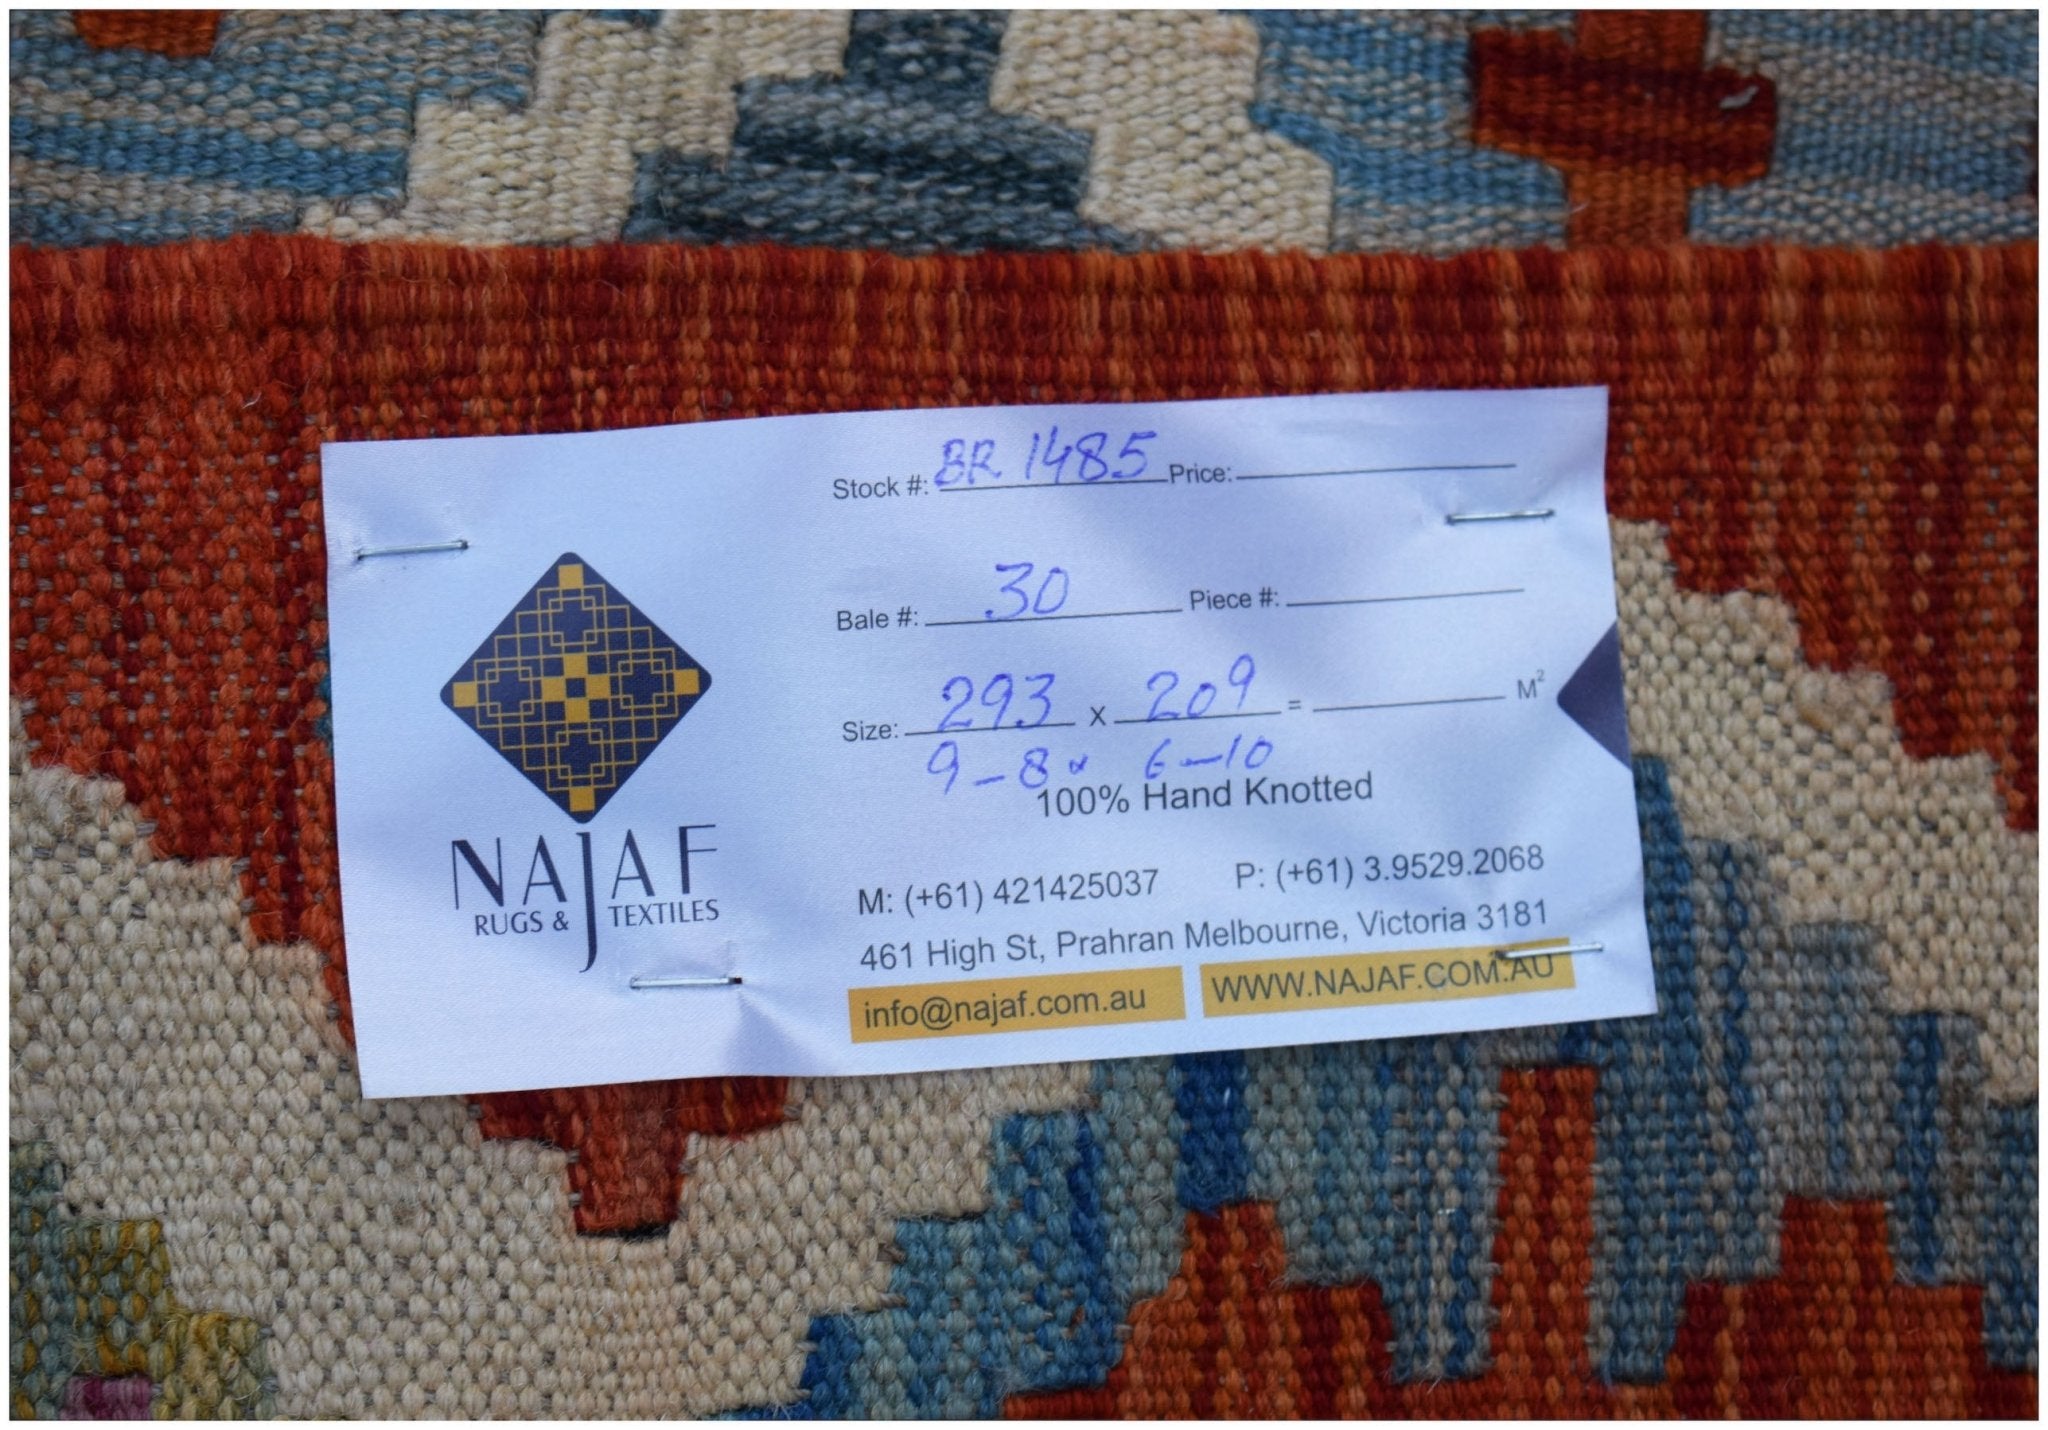 Stock #: BR 1485 Price:
Bale #: 30 Piece #:
Size: 293 x 209 = M²
9-8 x 6-10
100% Hand Knotted
NAJAF
RUGS & TEXTILES
M: (+61) 421425037 P: (+61) 3.9529.2068
461 High St, Prahran Melbourne, Victoria 3181
info@najaf.com.au WWW.NAJAF.COM.AU